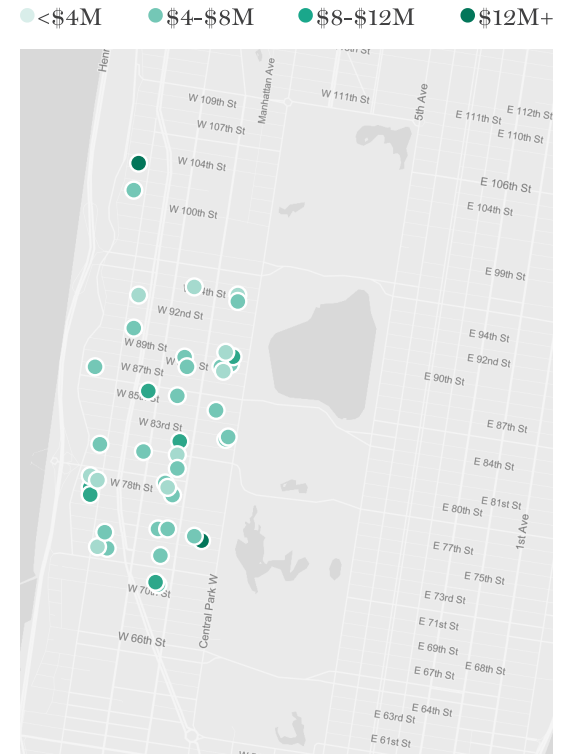 <$4M $4-$8M $8-$12M $12M+
W 109th St
W 111th St
Manhattan Ave
5th Ave
E 112th St
E 111th St
W 107th St
E 110th St
W 104th St
E 106th St
W 100th St
E 104th St
E 99th St
W 92nd St
E 94th St
W 89th St
E 92nd St
W 87th St
E 90th St
W 83rd St
E 87th St
E 84th St
W 78th St
E 81st St
E 80th St
1st Ave
E 77th St
E 75th St
W 70th St
Central Park W
E 73rd St
E 71st St
W 66th St
E 69th St
E 68th St
E 67th St
E 64th St
E 63rd St
E 61st St